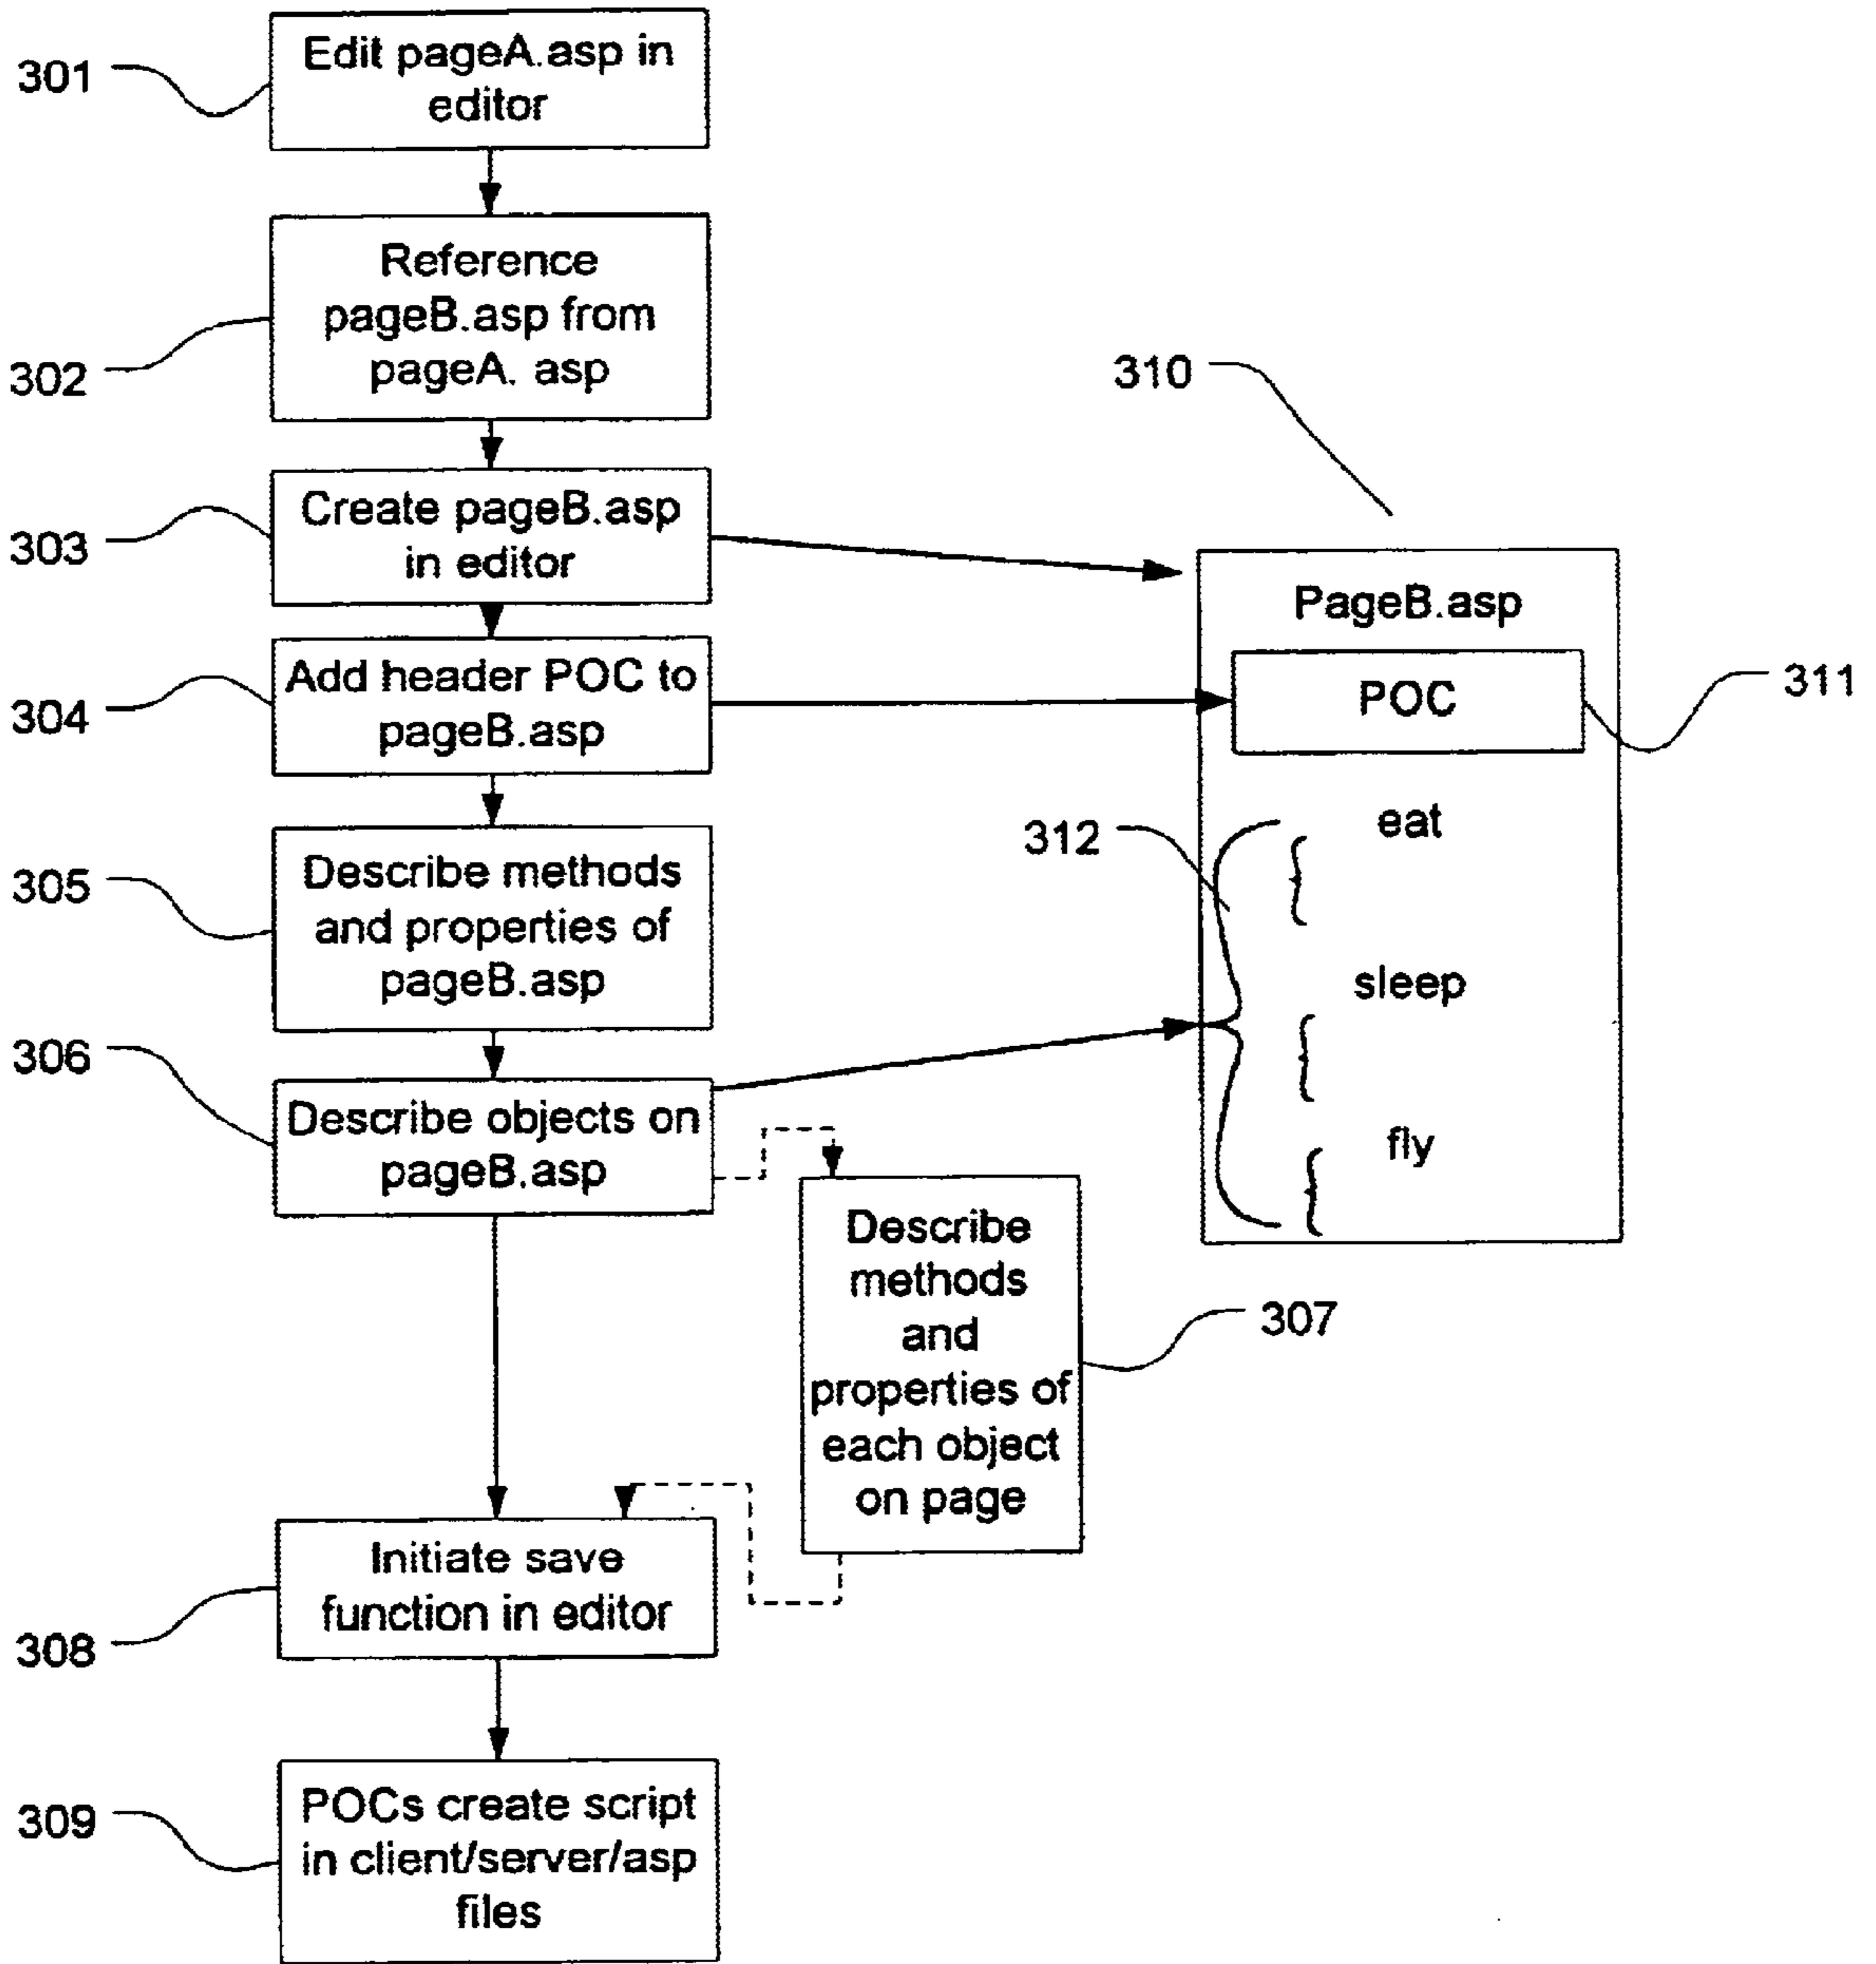 301
Edit pageA.asp in
editor
302
Reference
pageB.asp from
pageA. asp
303
Create pageB.asp
in editor
304
Add header POC to
pageB.asp
305
Describe methods
and properties of
pageB.asp
306
Describe objects on
pageB.asp
307
Describe
methods
and
properties of
each object
on page
308
Initiate save
function in editor
309
POCs create script
in client/server/asp
files
310
PageB.asp
POC
311
312
eat
{
sleep
{
fly
{